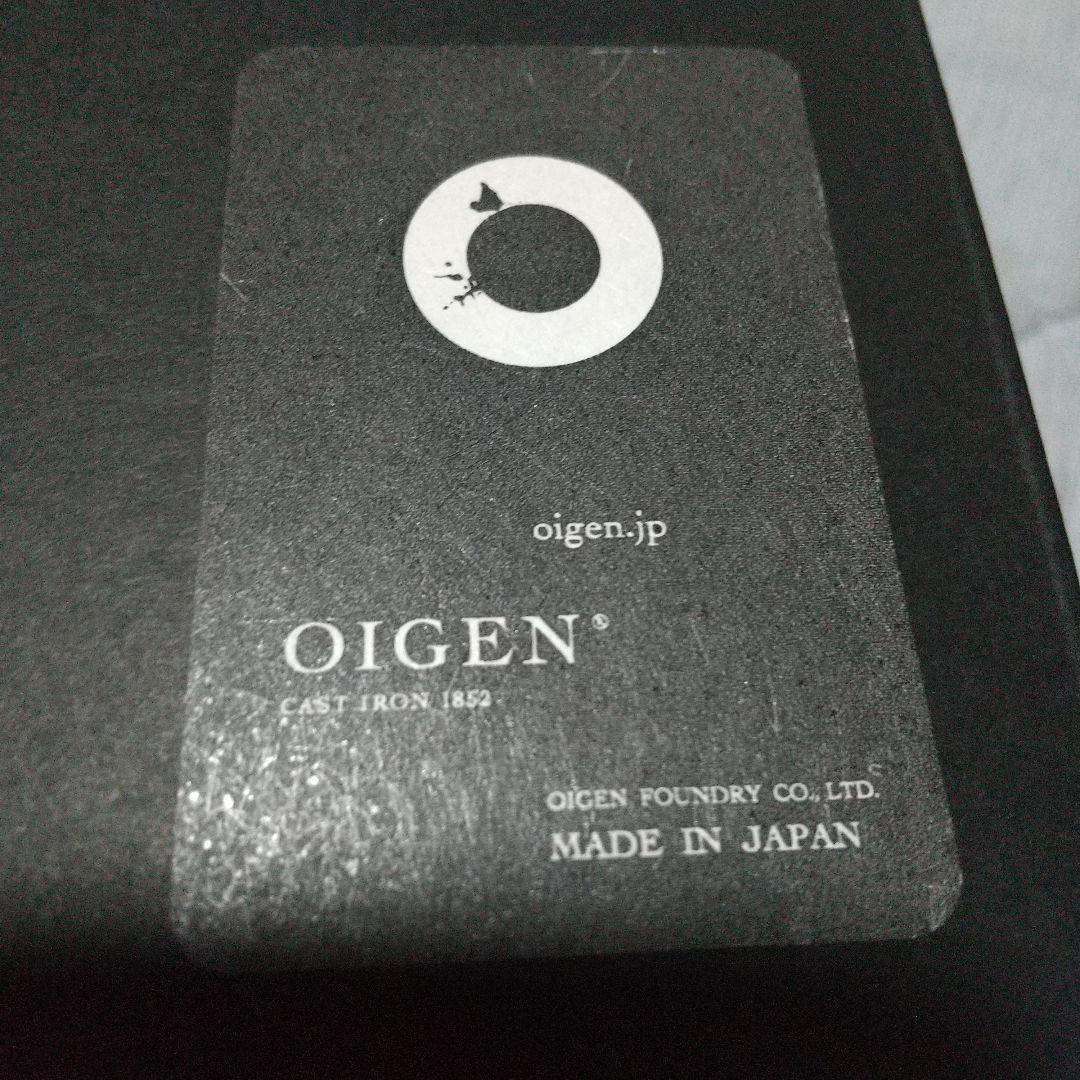 oigen.jp
OIGEN®
CAST IRON 1852
OIGEN FOUNDRY CO., LTD.
MADE IN JAPAN